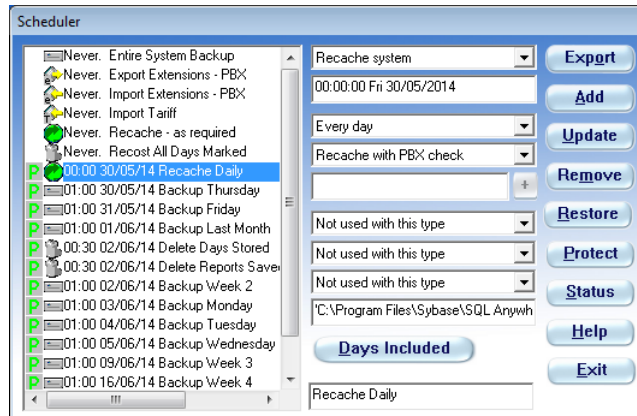 Scheduler
Never. Entire System Backup
Never. Export Extensions - PBX
Never. Import Extensions - PBX
Never. Import Tariff
Never. Recache - as required
Never. Recost All Days Marked
P 00:00 30/05/14 Recache Daily
P 01:00 30/05/14 Backup Thursday
P 01:00 31/05/14 Backup Friday
P 01:00 01/06/14 Backup Last Month
P 00:30 02/06/14 Delete Days Stored
P 00:30 02/06/14 Delete Reports Save
P 01:00 02/06/14 Backup Week 2
P 01:00 03/06/14 Backup Monday
P 01:00 04/06/14 Backup Tuesday
P 01:00 05/06/14 Backup Wednesday
P 01:00 09/06/14 Backup Week 3
P 01:00 16/06/14 Backup Week 4
Recache system
00:00:00 Fri 30/05/2014
Every day
Recache with PBX check
+
Not used with this type
Not used with this type
Not used with this type
'C:\Program Files\Sybase\SQL Anywh
Days Included
Recache Daily
Export
Add
Update
Remove
Restore
Protect
Status
Help
Exit